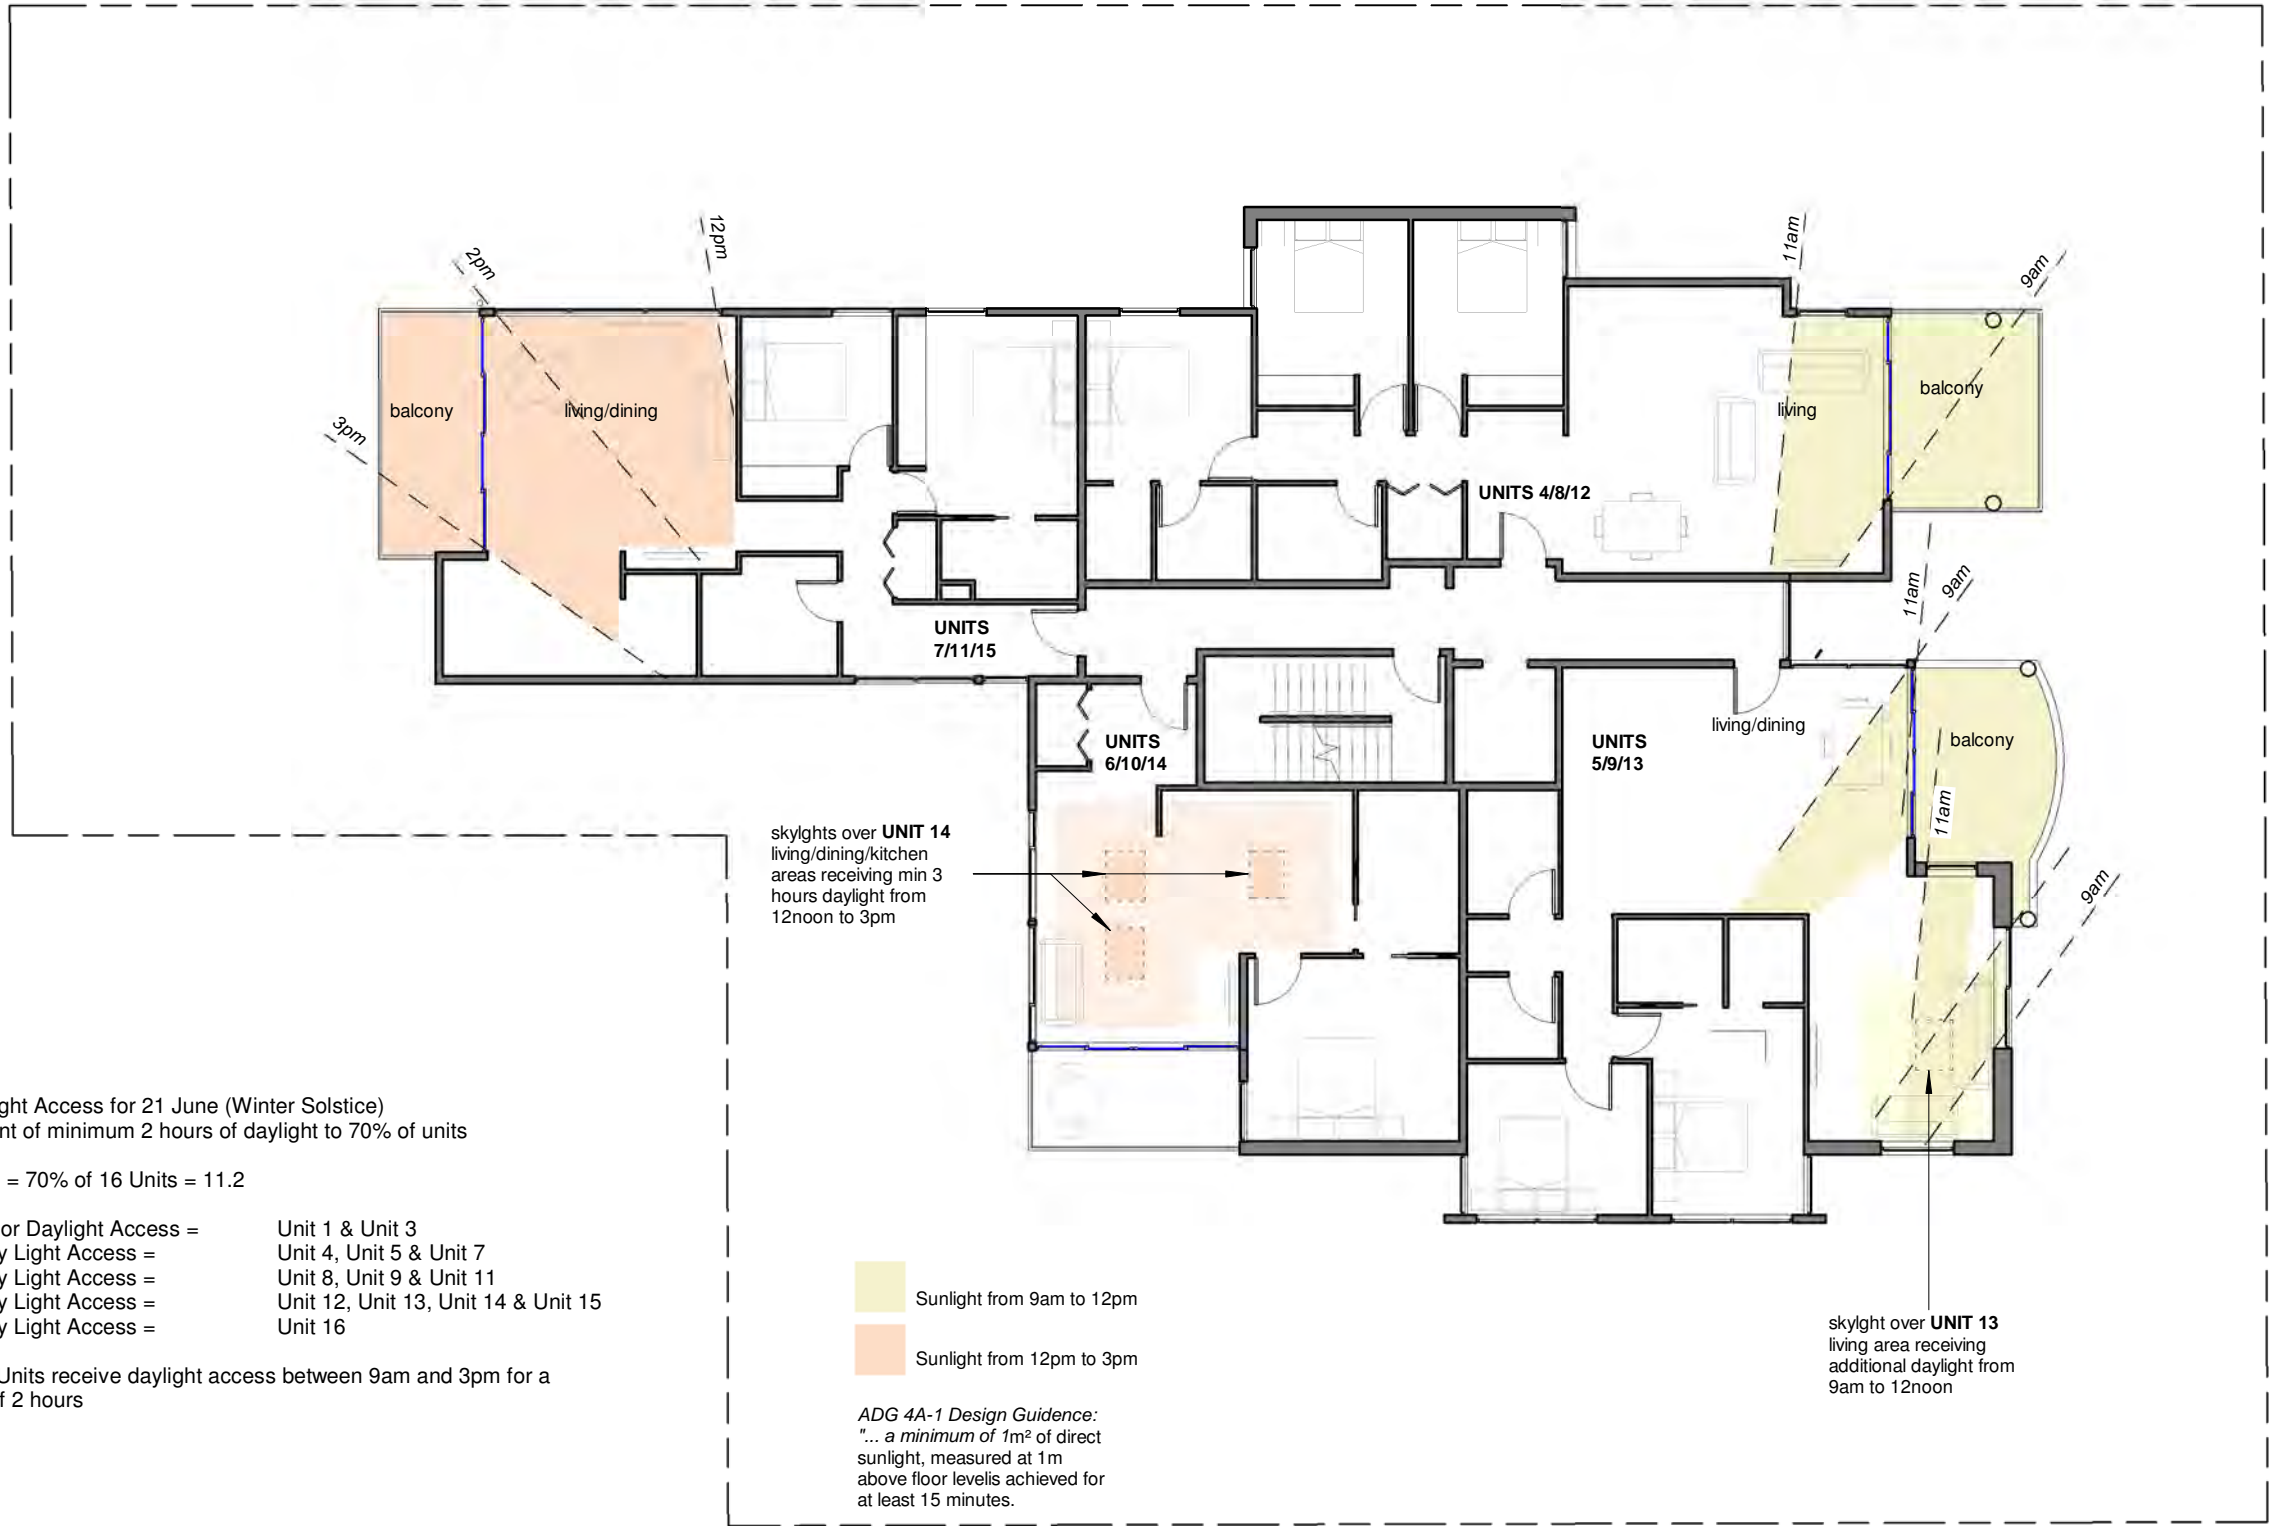 12pm
2pm
11am
9am
balcony
living/dining
3pm
living
balcony
UNITS 4/8/12
11am
9am
UNITS
7/11/15
living/dining
UNITS
6/10/14
UNITS
5/9/13
balcony
11am
skylghts over UNIT 14
living/dining/kitchen
areas receiving min 3
hours daylight from
12noon to 3pm
9am
ght Access for 21 June (Winter Solstice)
nt of minimum 2 hours of daylight to 70% of units
= 70% of 16 Units = 11.2
or Daylight Access = Unit 1 & Unit 3
y Light Access = Unit 4, Unit 5 & Unit 7
y Light Access = Unit 8, Unit 9 & Unit 11
y Light Access = Unit 12, Unit 13, Unit 14 & Unit 15
y Light Access = Unit 16
Units receive daylight access between 9am and 3pm for a
f 2 hours
Sunlight from 9am to 12pm
Sunlight from 12pm to 3pm
ADG 4A-1 Design Guidence:
"... a minimum of 1m² of direct
sunlight, measured at 1m
above floor levelis achieved for
at least 15 minutes.
skylght over UNIT 13
living area receiving
additional daylight from
9am to 12noon